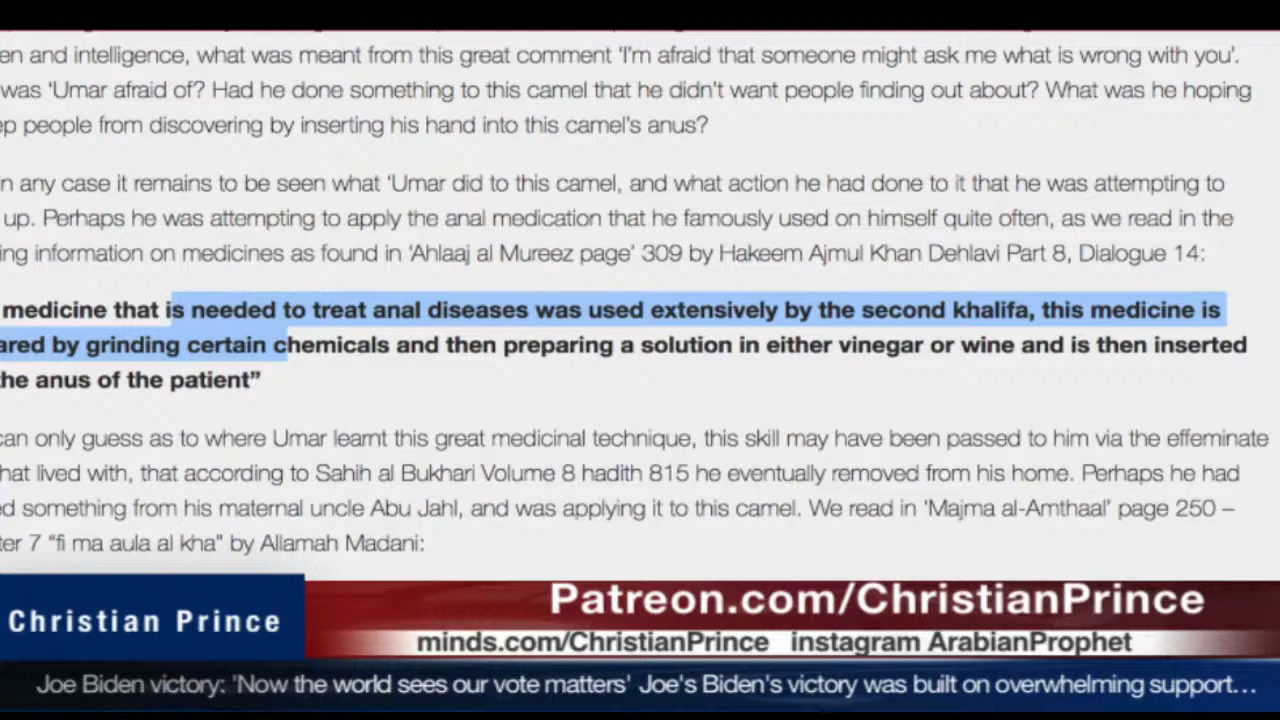 en and intelligence, what was meant from this great comment 'I'm afraid that someone might ask me what is wrong with you'.
was 'Umar afraid of? Had he done something to this camel that he didn't want people finding out about? What was he hoping
ep people from discovering by inserting his hand into this camel's anus?
in any case it remains to be seen what 'Umar did to this camel, and what action he had done to it that he was attempting to
up. Perhaps he was attempting to apply the anal medication that he famously used on himself quite often, as we read in the
ing information on medicines as found in 'Ahlaaj al Mureez page' 309 by Hakeem Ajmul Khan Dehlavi Part 8, Dialogue 14:
medicine that is needed to treat anal diseases was used extensively by the second khalifa, this medicine is
ared by grinding certain chemicals and then preparing a solution in either vinegar or wine and is then inserted
the anus of the patient”
can only guess as to where Umar learnt this great medicinal technique, this skill may have been passed to him via the effeminate
hat lived with, that according to Sahih al Bukhari Volume 8 hadith 815 he eventually removed from his home. Perhaps he had
ed something from his maternal uncle Abu Jahl, and was applying it to this camel. We read in 'Majma al-Amthaal' page 250 –
ter 7 "fi ma aula al kha" by Allamah Madani:
Christian Prince
Patreon.com/ChristianPrince
minds.com/ChristianPrince instagram ArabianProphet
Joe Biden victory: 'Now the world sees our vote matters' Joe's Biden's victory was built on overwhelming support...